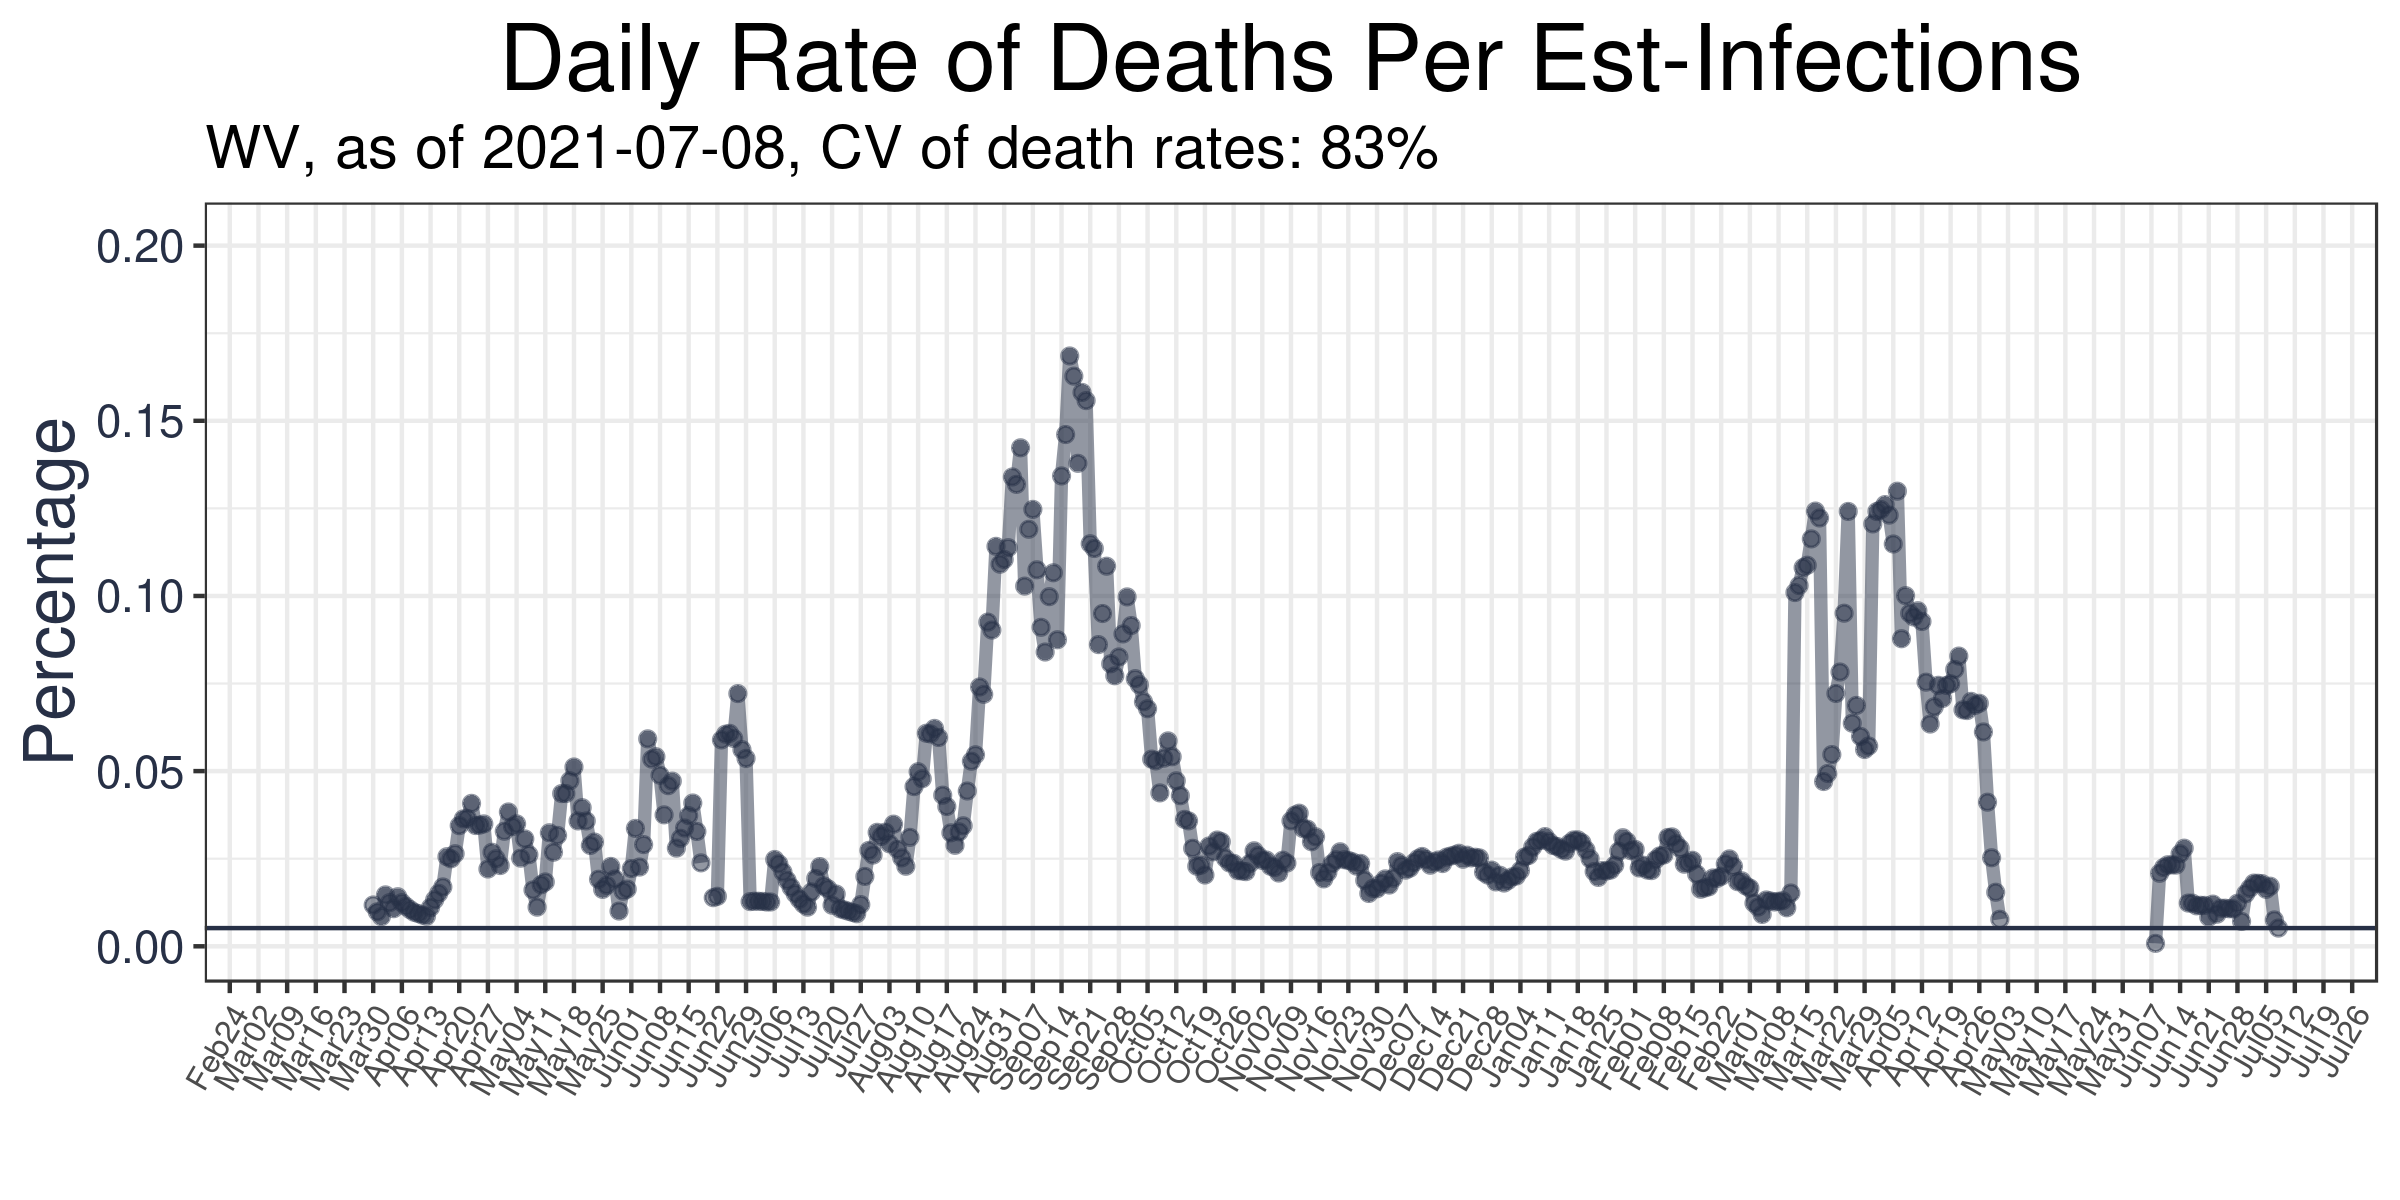 Daily Rate of Deaths Per Est-Infections
WV, as of 2021-07-08, CV of death rates: 83%
Percentage
0.20
0.15
0.10
0.05
0.00
Feb24
Mar02
Mar09
Mar16
Mar23
Mar30
Apr06
Apr13
Apr20
Apr27
May04
May11
May18
May25
Jun01
Jun08
Jun15
Jun22
Jun29
Jul06
Jul13
Jul20
Jul27
Aug03
Aug10
Aug17
Aug24
Aug31
Sep07
Sep14
Sep21
Sep28
Oct05
Oct12
Oct19
Oct26
Nov02
Nov09
Nov16
Nov23
Nov30
Dec07
Dec14
Dec21
Dec28
Jan04
Jan11
Jan18
Jan25
Feb01
Feb08
Feb15
Feb22
Mar01
Mar08
Mar15
Mar22
Mar29
Apr05
Apr12
Apr19
Apr26
May03
May10
May17
May24
May31
Jun07
Jun14
Jun21
Jun28
Jul05
Jul12
Jul19
Jul26